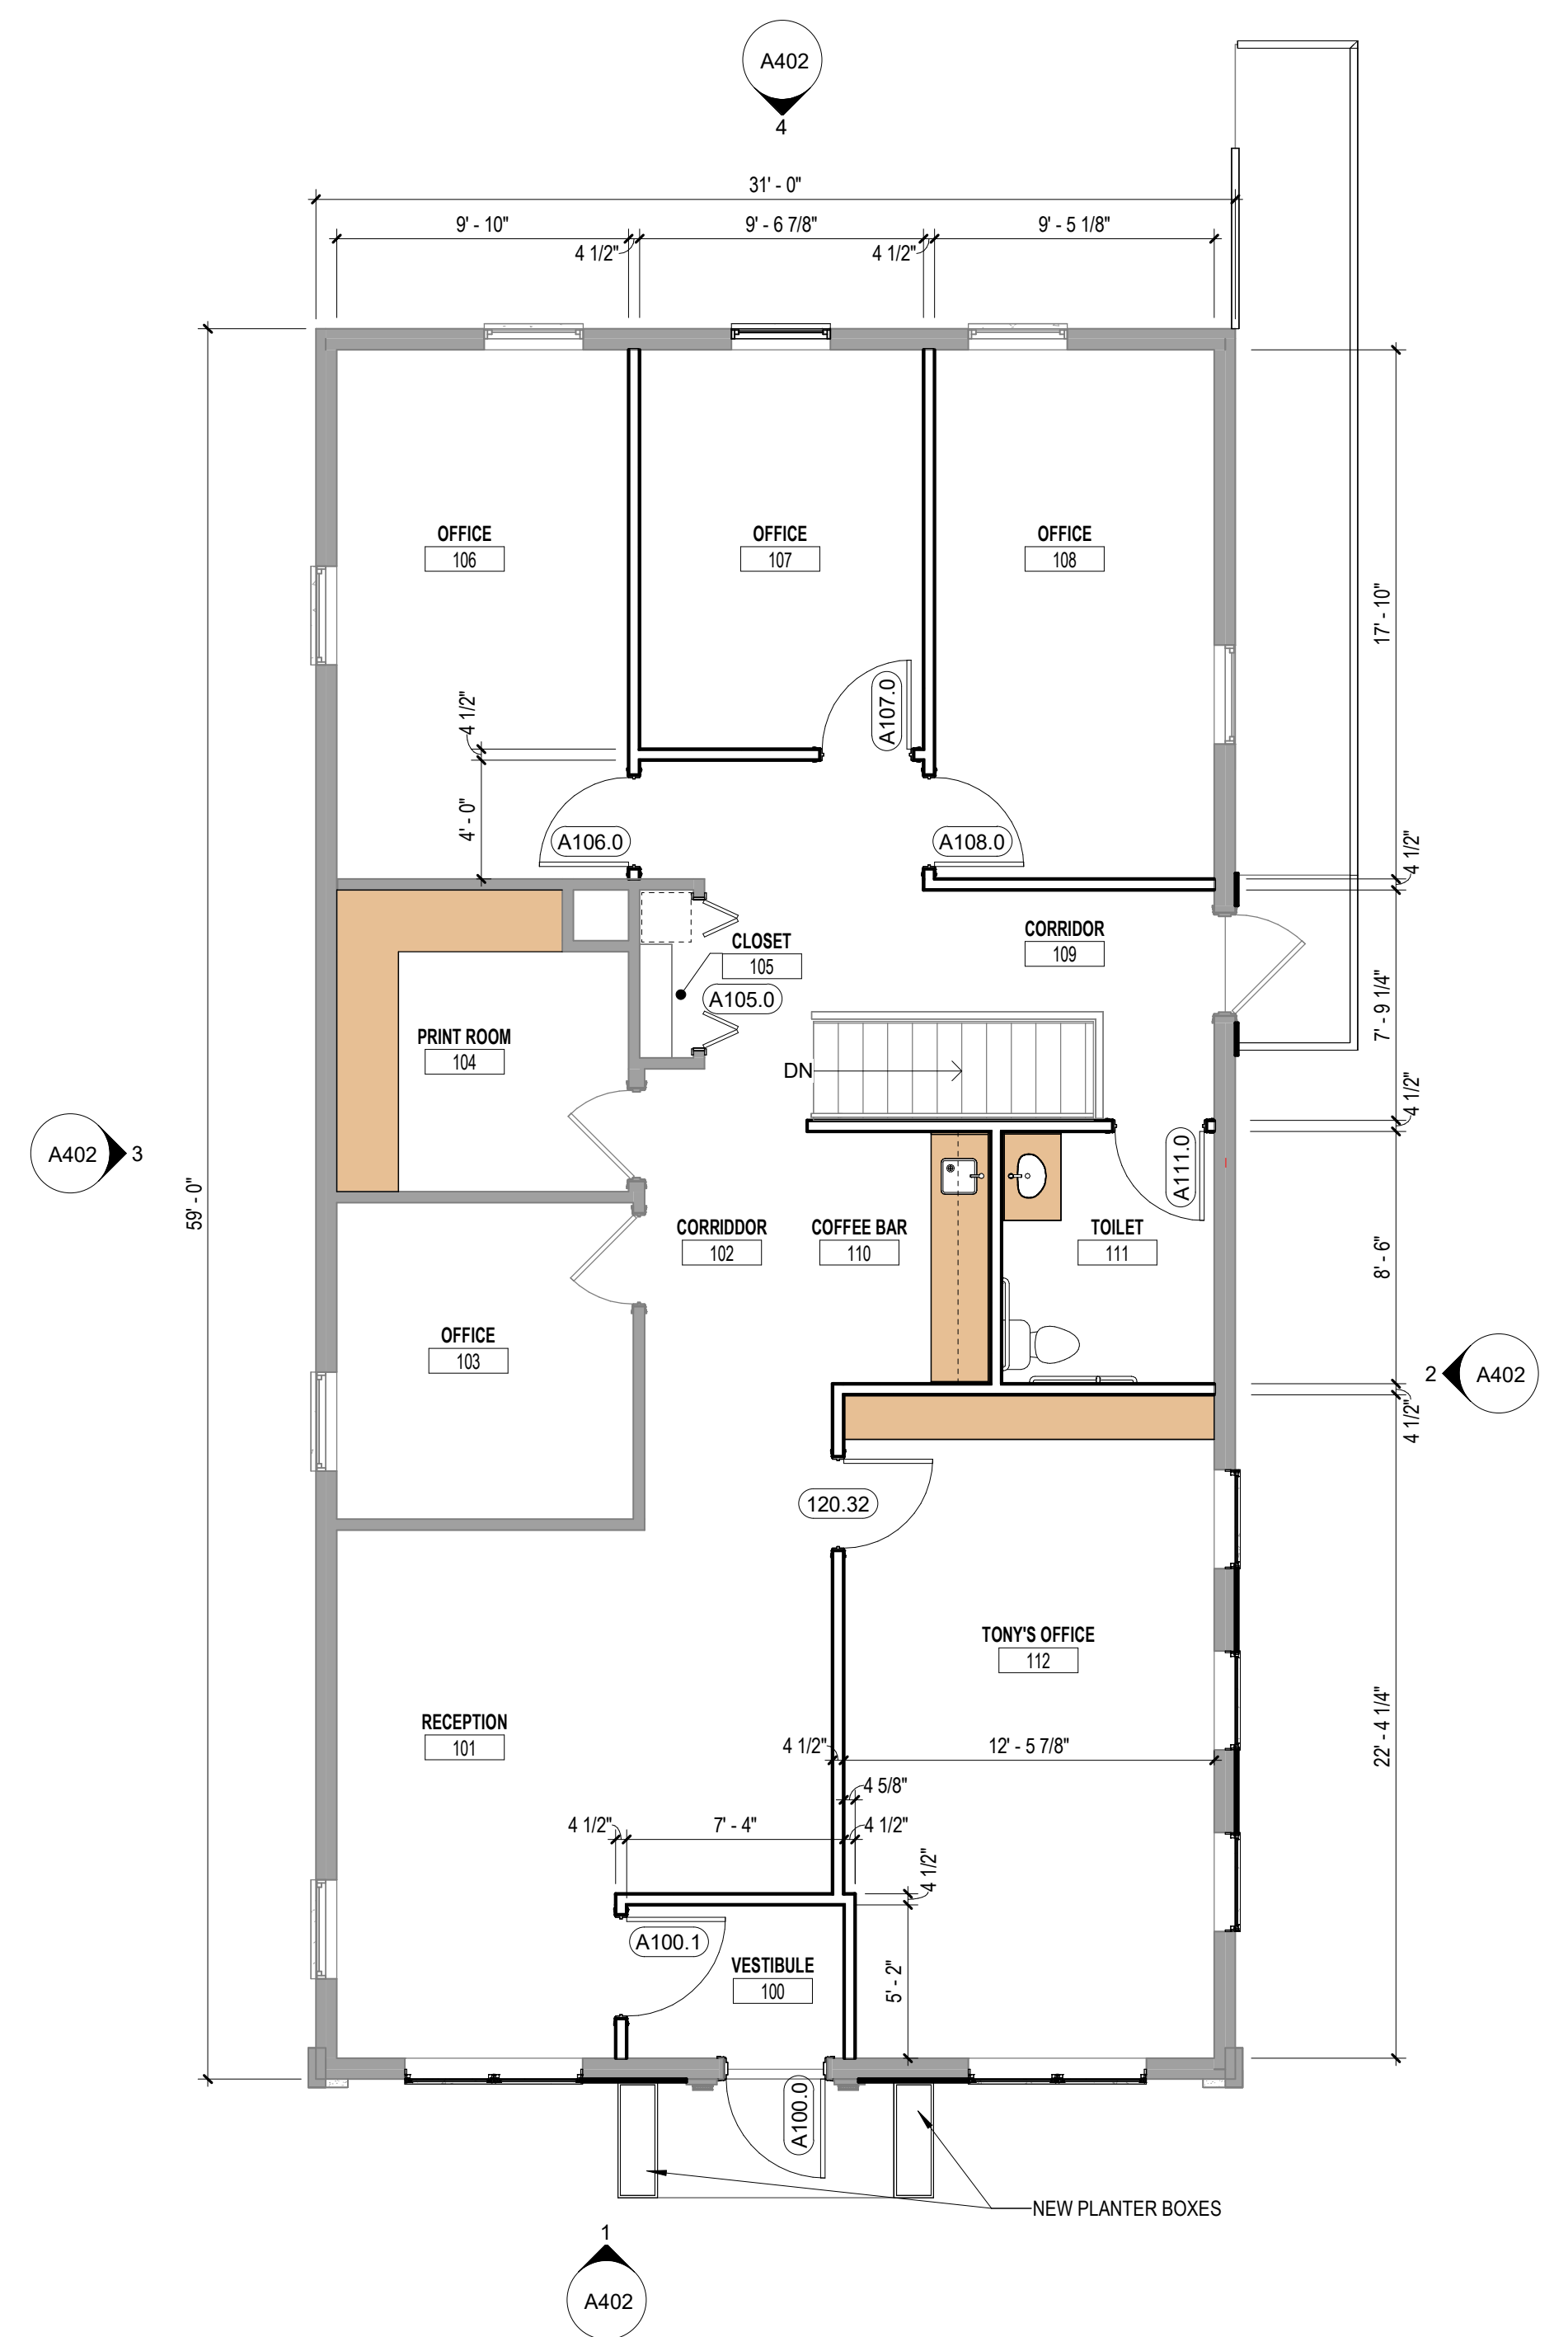 A402
4
31' - 0"
9' - 10"
9' - 6 7/8"
9' - 5 1/8"
4 1/2"
4 1/2"
OFFICE
106
OFFICE
107
OFFICE
108
17' - 10"
4 1/2"
A107.0
4' - 0"
A106.0
A108.0
4 1/2"
CORRIDOR
109
CLOSET
105
A105.0
7' - 9 1/4"
PRINT ROOM
104
DN
4 1/2"
A402
3
A111.0
59' - 0"
CORRIDDOR
102
COFFEE BAR
110
TOILET
111
8' - 6"
OFFICE
103
2
A402
4 1/2"
120.32
TONY'S OFFICE
112
RECEPTION
101
22' - 4 1/4"
4 1/2"
12' - 5 7/8"
4 5/8"
4 1/2"
7' - 4"
4 1/2"
4 1/2"
A100.1
VESTIBULE
100
5' - 2"
A100.0
NEW PLANTER BOXES
1
A402